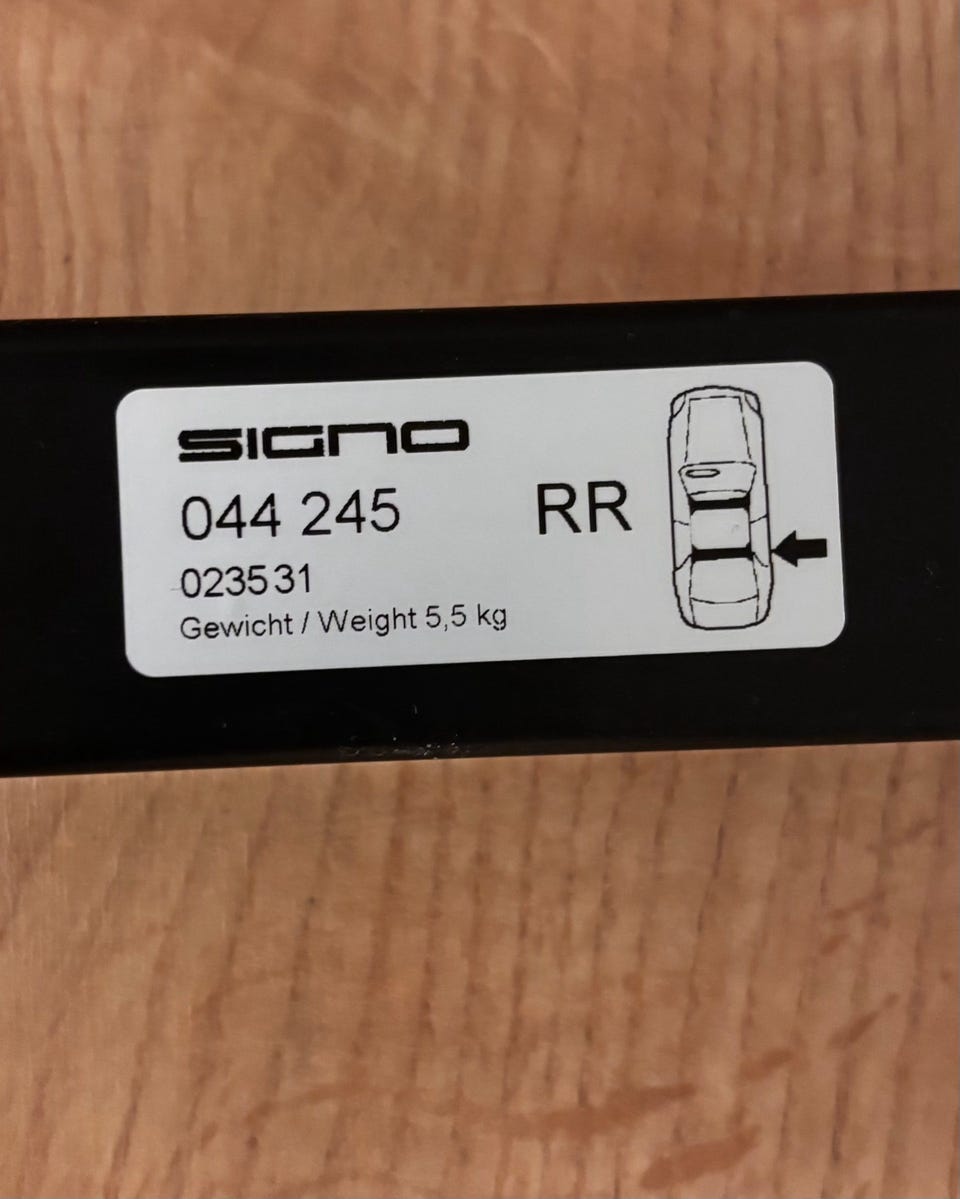 SIGNO
044 245
RR
023531
Gewicht / Weight 5,5 kg